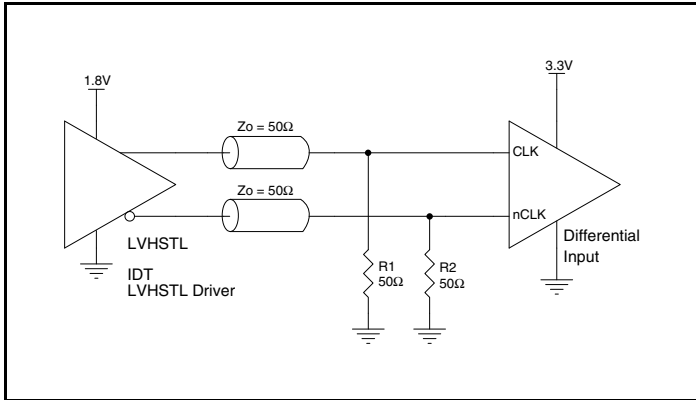 1.8V
3.3V
Zo = 50Ω
CLK
Zo = 50Ω
nCLK
LVHSTL
IDT
LVHSTL Driver
R1
50Ω
R2
50Ω
Differential
Input